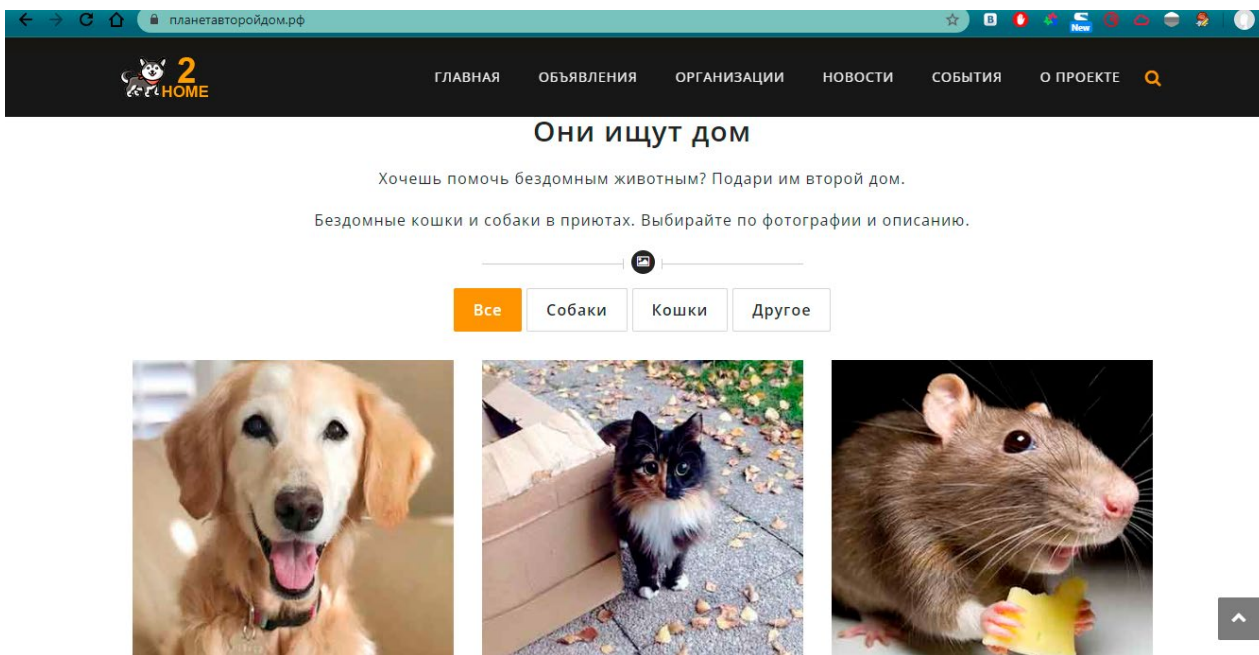 планетавторойдом.рф
New
2
HOME
ГЛАВНАЯ ОБЪЯВЛЕНИЯ ОРГАНИЗАЦИИ НОВОСТИ СОБЫТИЯ О ПРОЕКТЕ
Они ищут дом
Хочешь помочь бездомным животным? Подари им второй дом.
Бездомные кошки и собаки в приютах. Выбирайте по фотографии и описанию.
Все Собаки Кошки Другое